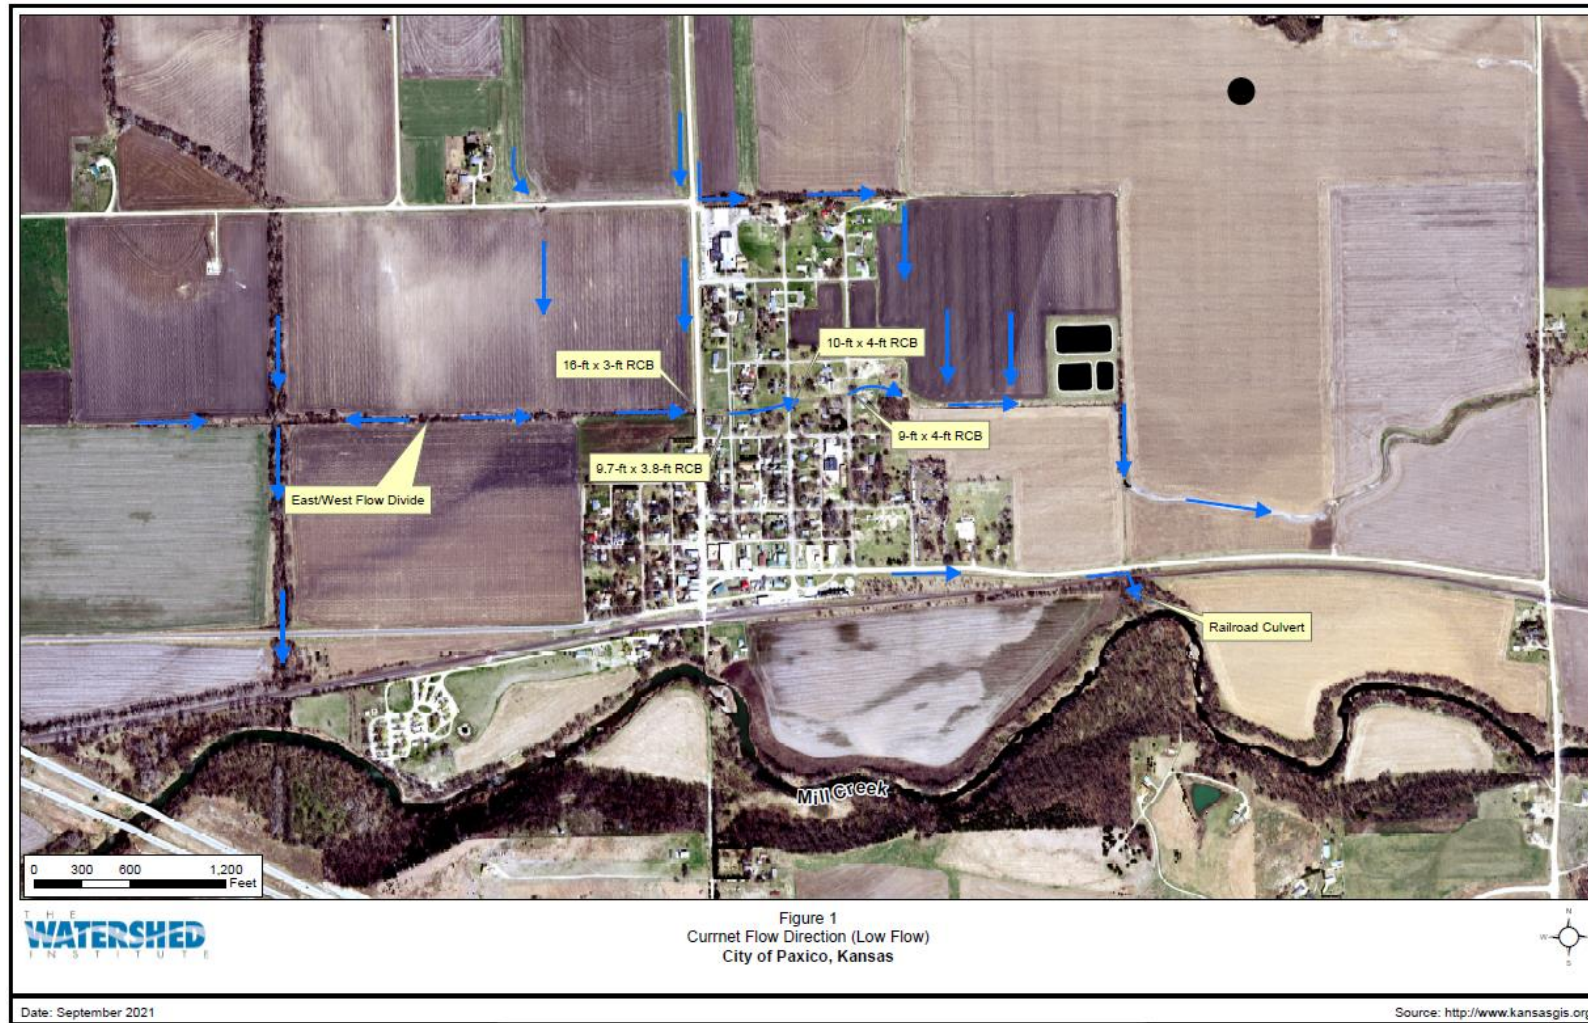 10-ft x 4-ft RCB
16-ft x 3-ft RCB
9-ft x 4-ft RCB
9.7-ft x 3.8-ft RCB
East/West Flow Divide
Railroad Culvert
Mill Creek
0 300 600 1,200
Feet
THE
WATERSHED
INSTITUTE
Figure 1
Currnet Flow Direction (Low Flow)
City of Paxico, Kansas
N
W
S
Date: September 2021
Source: http://www.kansasgis.org